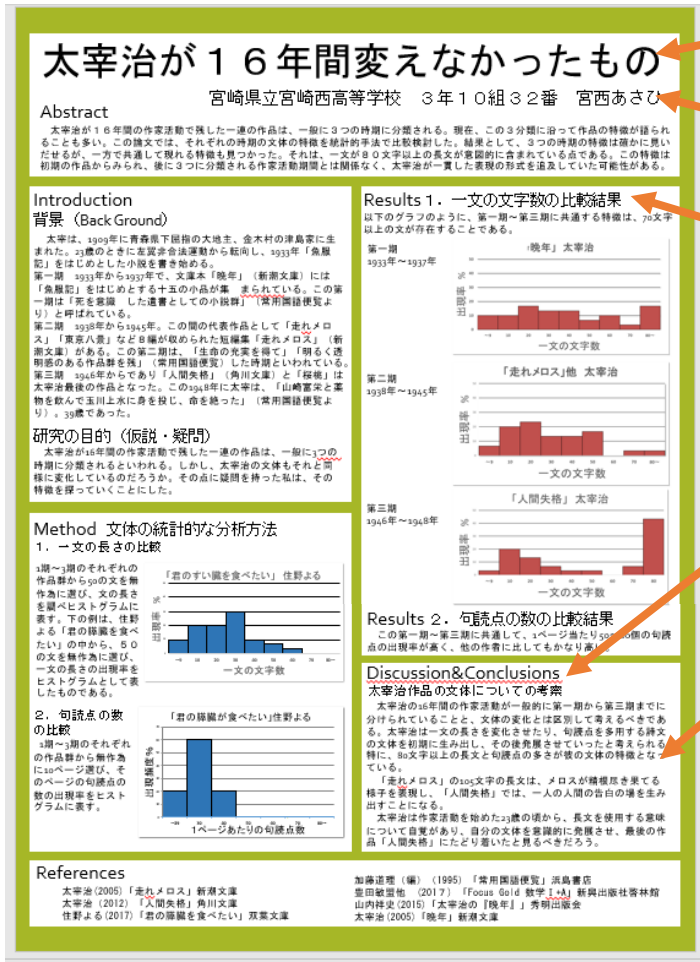 太宰治が１６年間変えなかったもの
宮崎県立宮崎西高等学校　３年１０組３２番　宮西あさひ
Abstract
太宰治が１６年間の作家活動で残した一連の作品は、一般に３つの時期に分類される。現在、この３分類に沿って作品の特徴が語られ
ることも多い。この論文では、それぞれの時期の文体の特徴を統計的手法で比較検討した。結果として、３つの時期の特徴は確かに見い
だせるが、一方で共通して現れる特徴も見つかった。それは、一文が８０文字以上の長文が意図的に含まれている点である。この特徴は
初期の作品からみられ、後に３つに分類される作家活動期間とは関係なく、太宰治が一貫した表現の形式を追及していた可能性がある。
Introduction
背景（Back Ground）
太宰は、1909年に青森県下屈指の大地主、金木村の津島家に生
まれた。23歳のときに左翼非合法運動から転向し、1933年「魚服
記」をはじめとした小説を書き始める。
第一期　1933年から1937年で、文庫本「晩年」（新潮文庫）には
「魚服記」をはじめとする十五の小品が集　まられている。この第
一期は「死を意識　した遺書としての小説群」（常用国語便覧よ
り）と呼ばれている。
第二期　1938年から1945年。この間の代表作品として「走れメロ
ス」「東京八景」など８編が収められた短編集「走れメロス」（新
潮文庫）がある。この第二期は、「生命の充実を得て」「明るく透
明感のある作品群を残」（常用国語便覧）した時期といわれている。
第三期　1946年からであり「人間失格」（角川文庫）と「桜桃」は
太宰治最後の作品となった。この1948年に太宰は、「山崎富栄と薬
物を飲んで玉川上水に身を投じ、命を絶った」（常用国語便覧よ
り）。39歳であった。
研究の目的（仮説・疑問）
太宰治が16年間の作家活動で残した一連の作品は、一般に3つの
時期に分類されるといわれる。しかし、太宰治の文体もそれと同
様に変化しているのだろうか。その点に疑問を持った私は、その
特徴を探っていくことにした。
Method 文体の統計的な分析方法
１．一文の長さの比較
1期～3期のそれぞれの
作品群から50の文を無
作為に選び、文の長さ
を調べヒストグラムに
表す。下の例は、住野
よる「君の膵臓を食べ
たい」の中から、５０
の文を無作為に選び、
一文の長さの出現率を
ヒストグラムとして表
したものである。
「君のすい臓を食べたい」住野よる
出現率　％
一文の文字数
２．句読点の数
の比較
1期～3期のそれぞれ
の作品群から無作為
に10ページ選び、そ
のページの句読点の
数の出現率をヒスト
グラムに表す。
「君の膵臓が食べたい」住野よる
出現頻度％
1ページあたりの句読点数
Results１．一文の文字数の比較結果
以下のグラフのように、第一期～第三期に共通する特徴は、70文字
以上の文が存在することである。
第一期
1933年～1937年
「晩年」太宰治
出現率　％
一文の文字数
第二期
1938年～1945年
「走れメロス」他　太宰治
出現率　％
一文の文字数
第三期
1946年～1948年
「人間失格」太宰治
出現率　％
一文の文字数
Results２．句読点の数の比較結果
この第一期～第三期に共通して、1ページ当たり50 個の句読
点の出現率が高く、他の作者に比してもかなり高
Discussion&Conclusions
太宰治作品の文体についての考察
太宰治の16年間の作家活動が一般的に第一期から第三期までに
分けられていることと、文体の変化とは区別して考えるべきであ
る。太宰治は一文の長さを変化させたり、句読点を多用する詩文
の文体を初期に生み出し、その後発展させていったと考えられる
特に、80文字以上の長文と句読点の多さが彼の文体の特徴となっ
ている。
「走れメロス」の105文字の長文は、メロスが精根尽き果てる
様子を表現し、「人間失格」では、一人の人間の告白の場を生み
出すことになる。
太宰治は作家活動を始めた23歳の頃から、長文を使用する意味
について自覚があり、自分の文体を意識的に発展させ、最後の作
品「人間失格」にたどり着いたと見るべきだろう。
References
太宰治(2005)「走れメロス」新潮文庫
太宰治（2012）「人間失格」角川文庫
住野よる(2017)「君の膵臓を食べたい」双葉文庫
加藤道理（編）（1995）「常用国語便覧」浜島書店
豊田敏盟他　（2017）「Focus Gold 数学Ⅰ+A」新興出版社啓林館
山内祥史(2015)「太宰治の『晩年』」秀明出版会
太宰治(2005)「晩年」新潮文庫